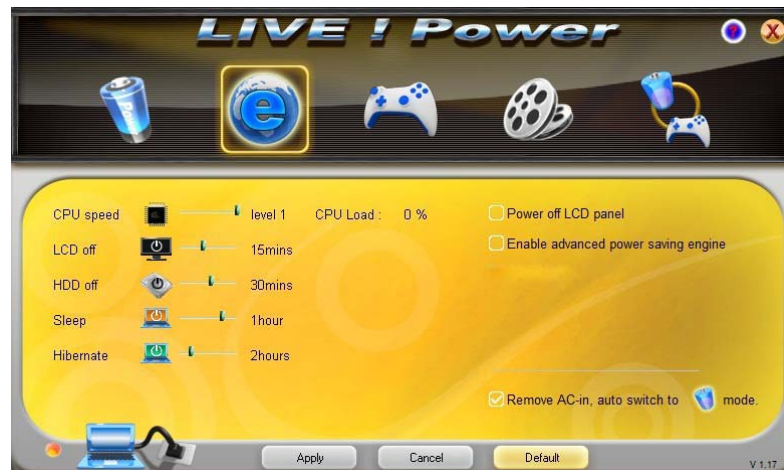 LIVE ! Power
?
X
Power
e
CPU speed
level 1
CPU Load : 0 %
LCD off
15mins
HDD off
30mins
Sleep
1hour
Hibernate
2hours
Power off LCD panel
Enable advanced power saving engine
Remove AC-in, auto switch to mode.
Apply
Cancel
Default
V 1.17